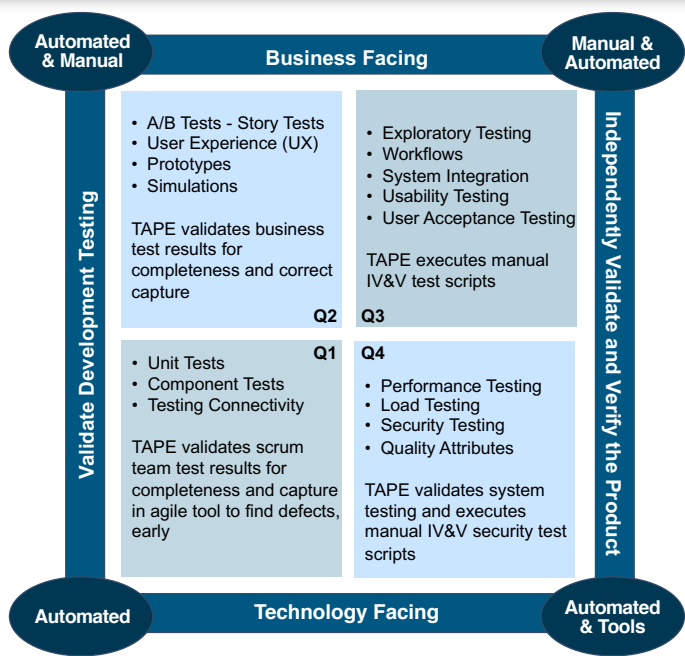 Automated
& Manual
Business Facing
Manual &
Automated
Validate Development Testing
• A/B Tests - Story Tests
• User Experience (UX)
• Prototypes
• Simulations
TAPE validates business
test results for
completeness and correct
capture
Q2
• Exploratory Testing
• Workflows
• System Integration
• Usability Testing
• User Acceptance Testing
TAPE executes manual
IV&V test scripts
Q3
Q1
• Unit Tests
• Component Tests
• Testing Connectivity
TAPE validates scrum
team test results for
completeness and capture
in agile tool to find defects,
early
Q4
• Performance Testing
• Load Testing
• Security Testing
• Quality Attributes
TAPE validates system
testing and executes
manual IV&V security test
scripts
Independently Validate and Verify the Product
Automated
Technology Facing
Automated
& Tools